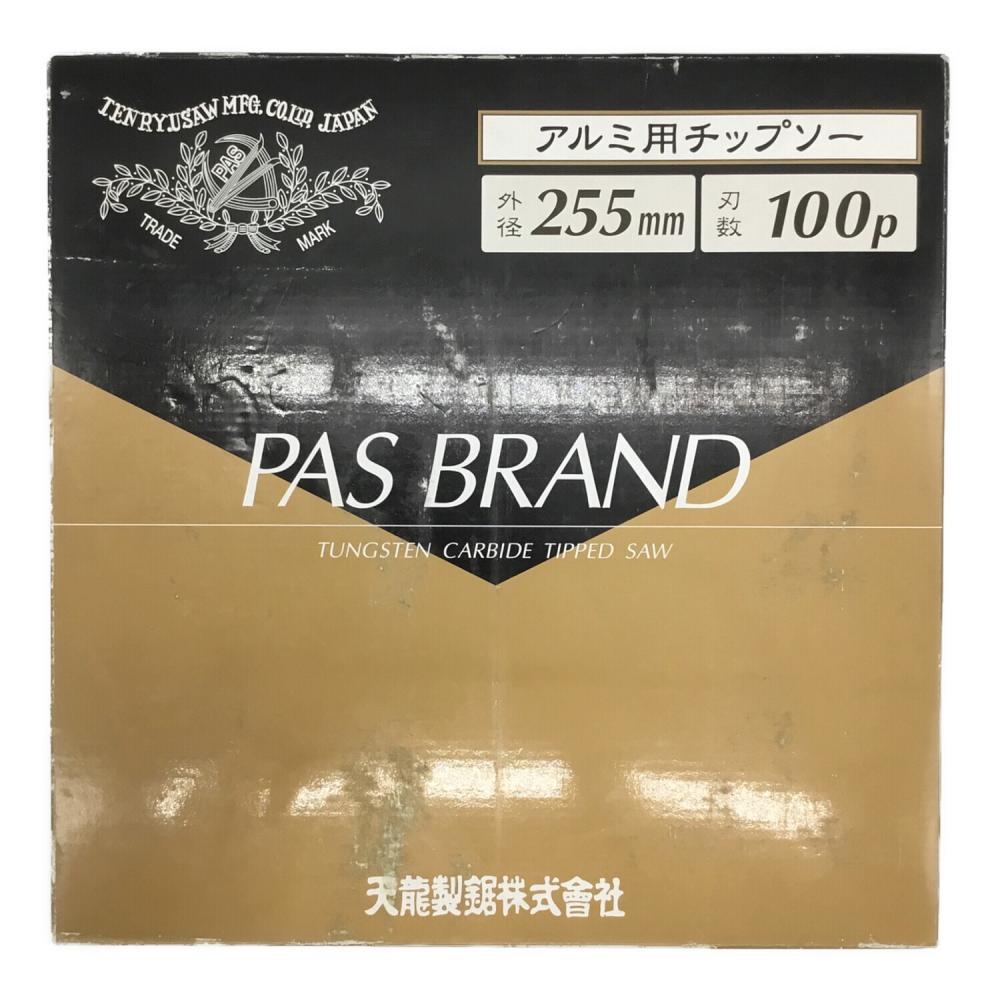 TENRYUSAW MFG. CO. LTD. JAPAN
PAS
TRADE MARK
アルミ用チップソー
外径 255mm
刃数 100p
PAS BRAND
TUNGSTEN CARBIDE TIPPED SAW
天龍製鋸株式會社